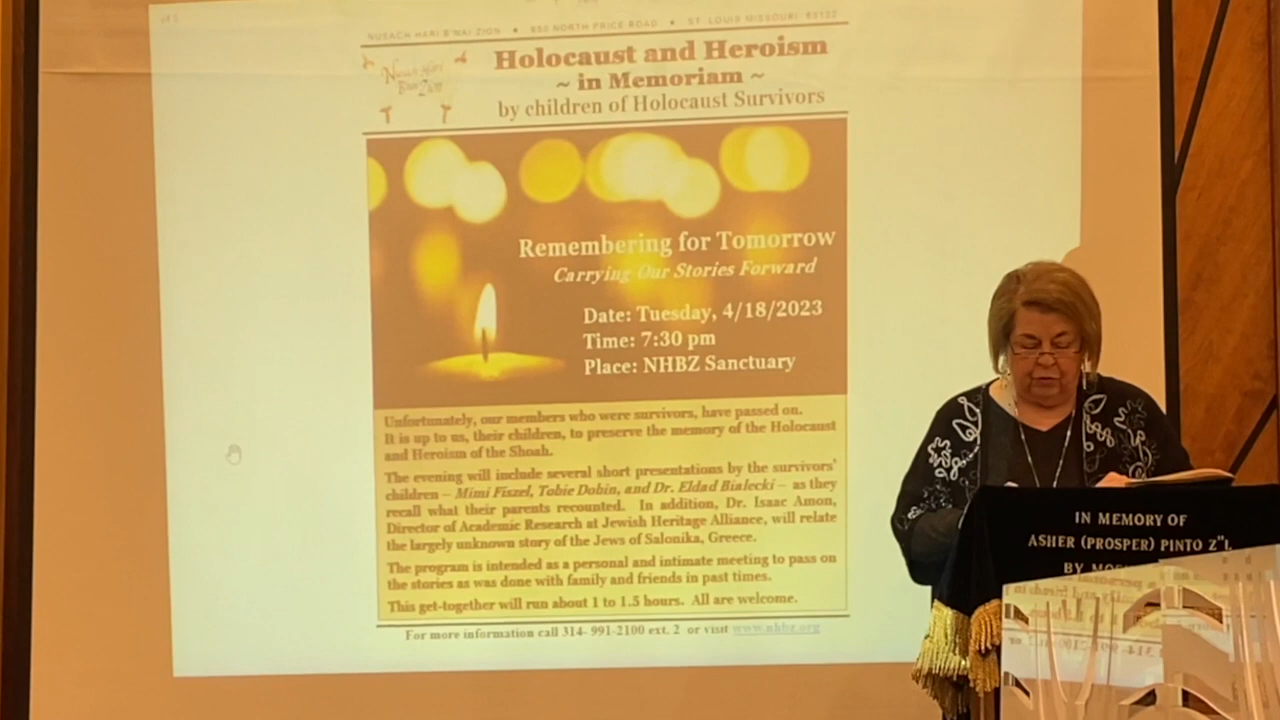 NUSACH HARI B'NAI ZION ★ 650 NORTH PRICE ROAD ★ ST. LOUIS MISSOURI, 63132
Nusach Hari
B'nai Zion
Holocaust and Heroism
~ in Memoriam ~
by children of Holocaust Survivors
Remembering for Tomorrow
Carrying Our Stories Forward
Date: Tuesday, 4/18/2023
Time: 7:30 pm
Place: NHBZ Sanctuary
Unfortunately, our members who were survivors, have passed on.
It is up to us, their children, to preserve the memory of the Holocaust
and Heroism of the Shoah.
The evening will include several short presentations by the survivors'
children – Mimi Fiszel, Tobie Dobin, and Dr. Eldad Bialecki – as they
recall what their parents recounted. In addition, Dr. Isaac Amon,
Director of Academic Research at Jewish Heritage Alliance, will relate
the largely unknown story of the Jews of Salonika, Greece.
The program is intended as a personal and intimate meeting to pass on
the stories as was done with family and friends in past times.
This get-together will run about 1 to 1.5 hours. All are welcome.
For more information call 314- 991-2100 ext. 2 or visit www.nhbz.org
IN MEMORY OF
ASHER (PROSPER) PINTO Z"L
BY